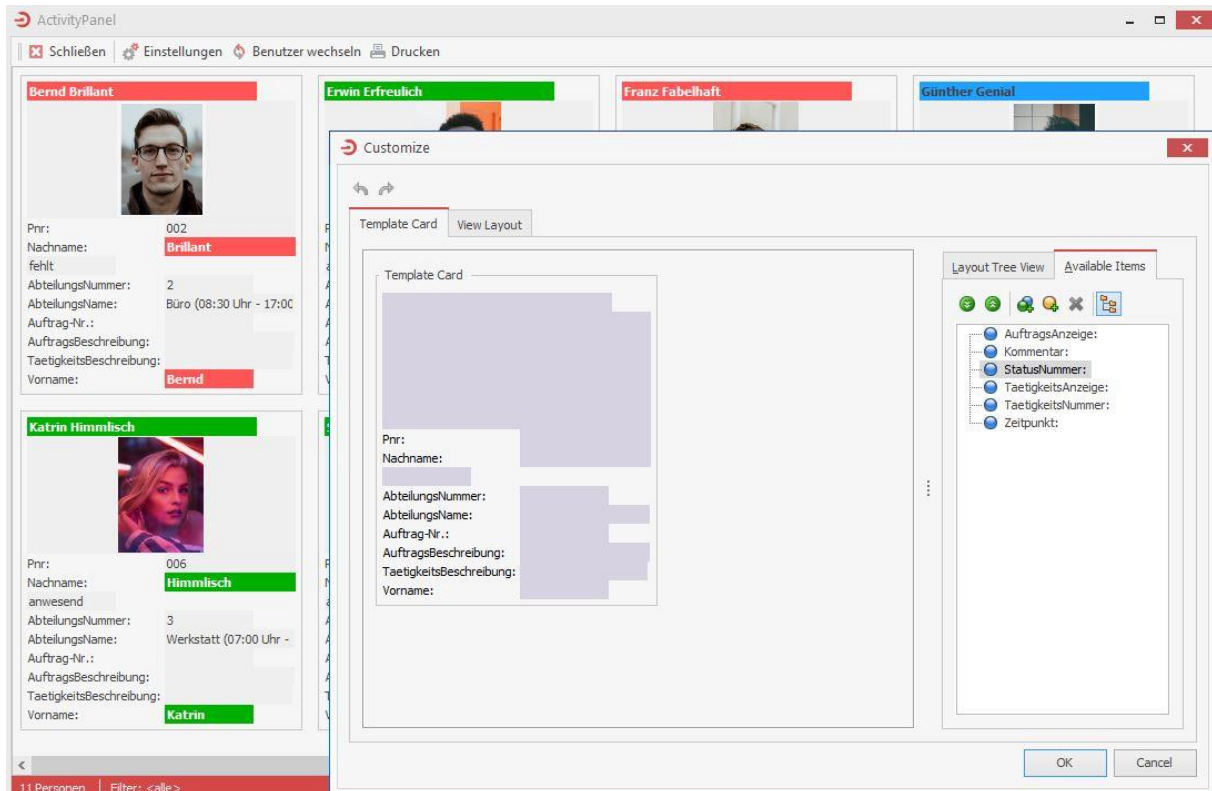 ActivityPanel
Schließen Einstellungen Benutzer wechseln Drucken
Bernd Brillant
Erwin Erfreulich
Franz Fabelhaft
Günther Genial
Pnr: 002
Nachname: Brillant
fehlt
AbteilungsNummer: 2
AbteilungsName: Büro (08:30 Uhr - 17:00
Auftrag-Nr.:
AuftragsBeschreibung:
TaetigkeitsBeschreibung:
Vorname: Bernd
Katrin Himmlisch
Pnr: 006
Nachname: Himmlisch
anwesend
AbteilungsNummer: 3
AbteilungsName: Werkstatt (07:00 Uhr -
Auftrag-Nr.:
AuftragsBeschreibung:
TaetigkeitsBeschreibung:
Vorname: Katrin
11 Personen Filter: <alle>
Customize
Template Card View Layout
Template Card
Pnr:
Nachname:
AbteilungsNummer:
AbteilungsName:
Auftrag-Nr.:
AuftragsBeschreibung:
TaetigkeitsBeschreibung:
Vorname:
Layout Tree View Available Items
AuftragsAnzeige:
Kommentar:
StatusNummer:
TaetigkeitsAnzeige:
TaetigkeitsNummer:
Zeitpunkt:
OK Cancel